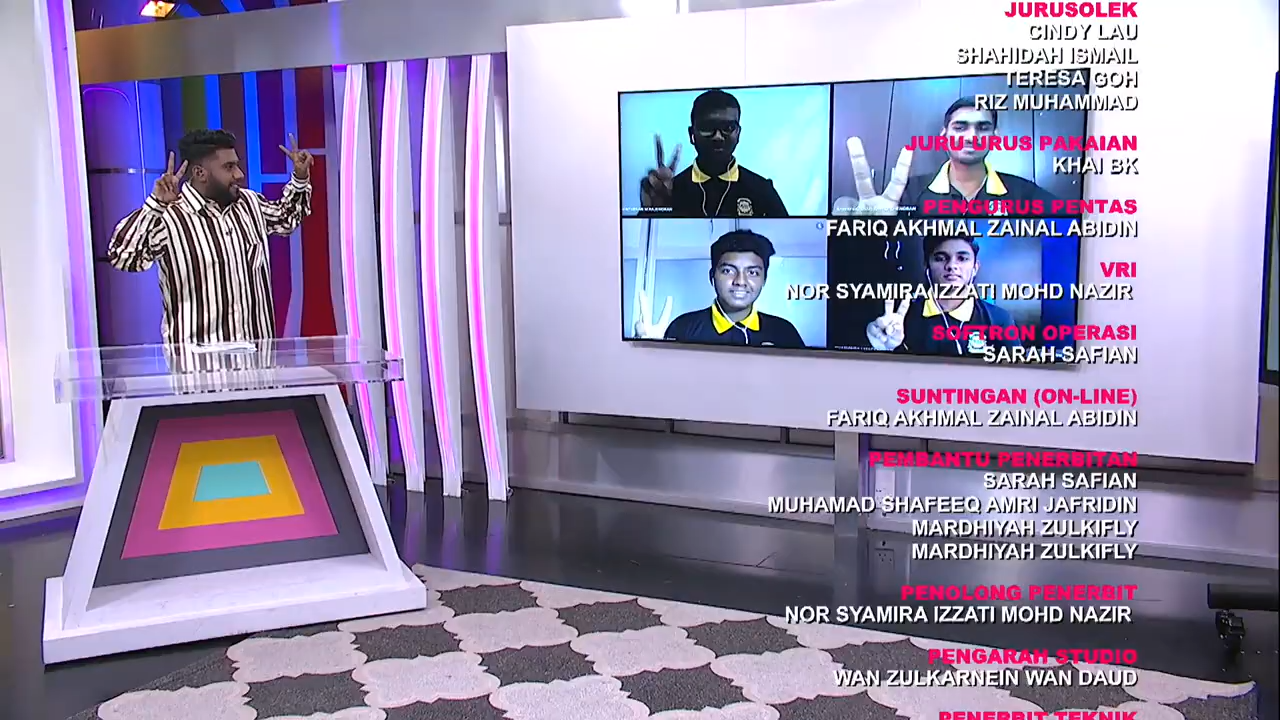 JURUSOLEK
CINDY LAU
SHAHIDAH ISMAIL
TERESA GOH
RIZ MUHAMMAD
JURU URUS PAKAIAN
KHAI BK
PENGURUS PENTAS
FARIQ AKHMAL ZAINAL ABIDIN
VRI
NOR SYAMIRA IZZATI MOHD NAZIR
SOFTRON OPERASI
SARAH SAFIAN
SUNTINGAN (ON-LINE)
FARIQ AKHMAL ZAINAL ABIDIN
PEMBANTU PENERBITAN
SARAH SAFIAN
MUHAMAD SHAFEEQ AMRI JAFRIDIN
MARDHIYAH ZULKIFLY
MARDHIYAH ZULKIFLY
PENOLONG PENERBIT
NOR SYAMIRA IZZATI MOHD NAZIR
PENGARAH STUDIO
WAN ZULKARNEIN WAN DAUD
PENERBIT TEKNIK